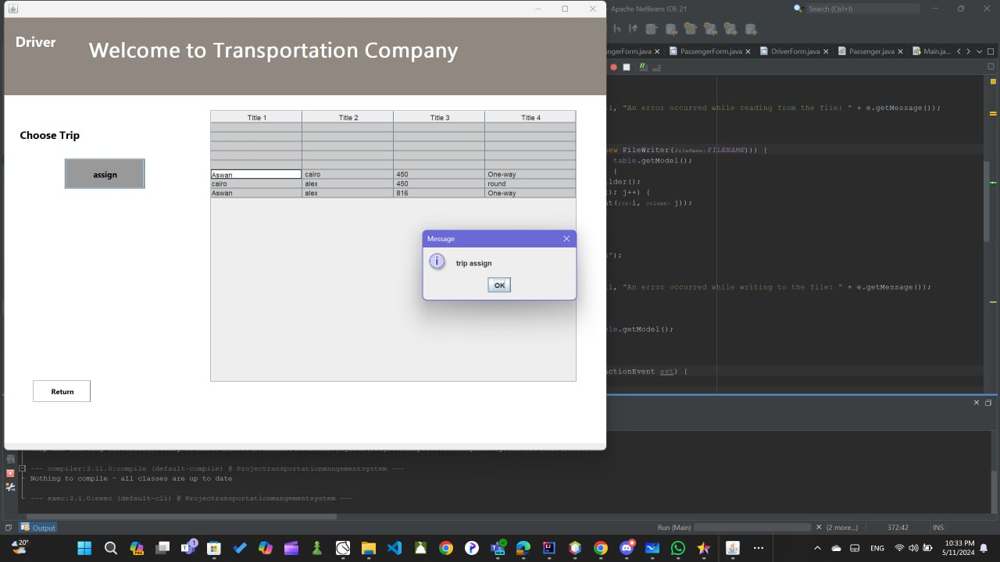 - Apache NetBeans IDE 21
Search (Ctrl+I)
Driver
Welcome to Transportation Company
ngerForm.java
PassengerForm.java
DriverForm.java
Passenger.java
Main.ja...
Choose Trip
assign
Title 1 Title 2 Title 3 Title 4
Aswan cairo 450 One-way
cairo alex 450 round
Aswan alex 816 One-way
Message
trip assign
OK
Return
l, "An error occurred while reading from the file: " + e.getMessage());
new FileWriter(fileName:FILENAME))) {
table.getModel();
{
lder();
); j++) {
t(row:i, column: j));
");
l, "An error occurred while writing to the file: " + e.getMessage());
le.getModel();
ctionEvent evt) {
--- compiler:3.11.0:compile (default-compile) @ Projectransportationmangementsystem ---
Nothing to compile - all classes are up to date
--- exec:3.1.0:exec (default-cli) @ Projectransportationmangementsystem ---
Output
Run (Main)
(2 more...)
372:42
INS
20°
1
ENG
10:33 PM
5/11/2024